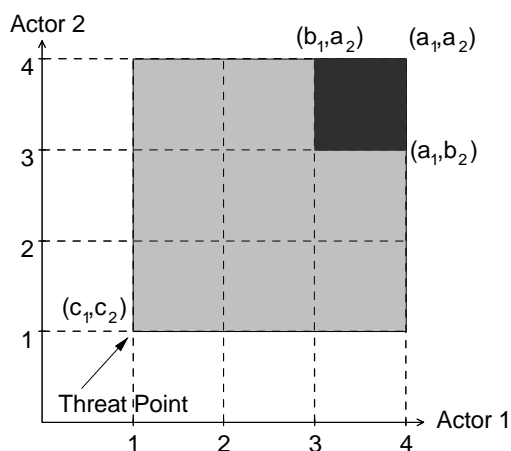 Actor 2
(b₁,a₂) (a₁,a₂)
4
3 (a₁,b₂)
2
(c₁,c₂)
1
Threat Point
Actor 1
1 2 3 4